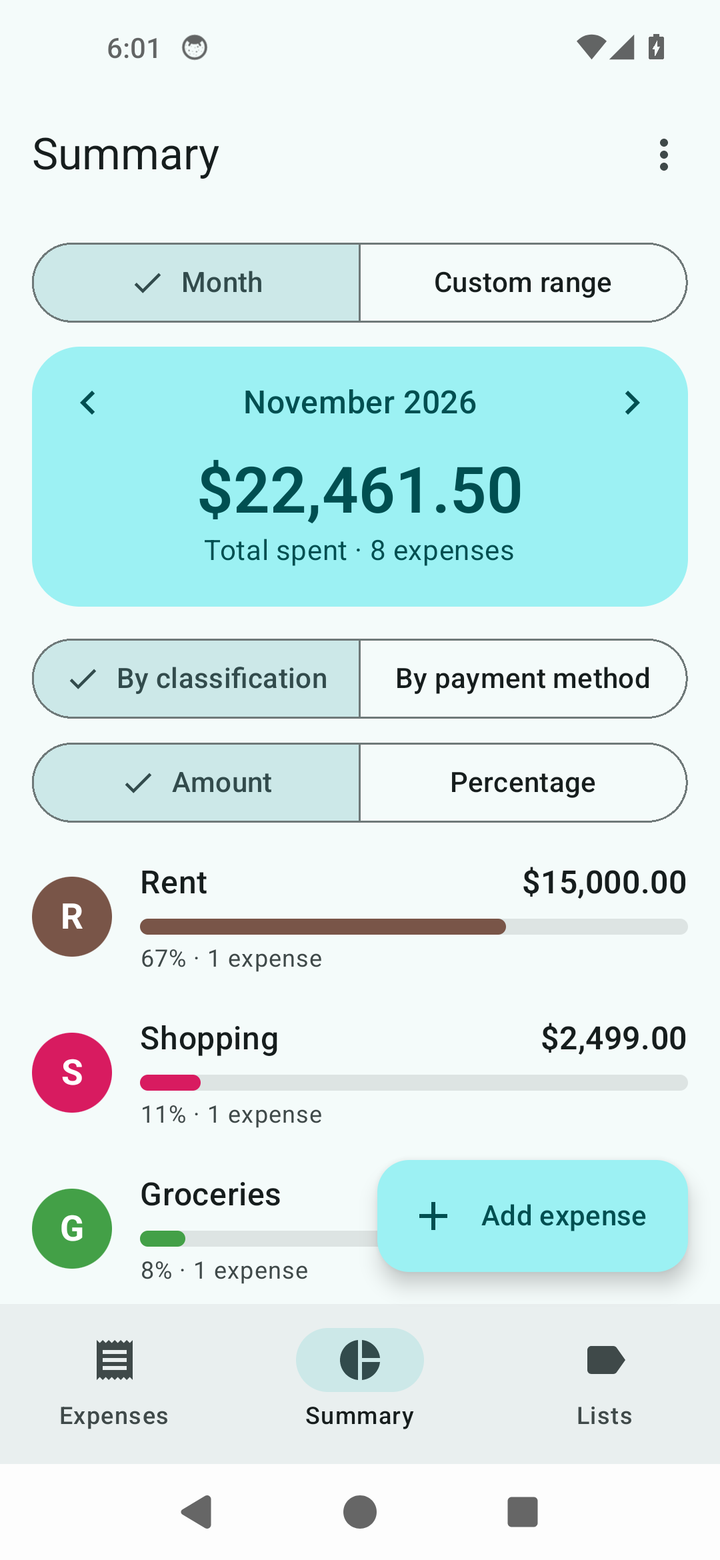 6:01
Summary
Month
Custom range
November 2026
$22,461.50
Total spent · 8 expenses
By classification
By payment method
Amount
Percentage
R
Rent
$15,000.00
67% · 1 expense
S
Shopping
$2,499.00
11% · 1 expense
G
Groceries
8% · 1 expense
Add expense
Expenses
Summary
Lists